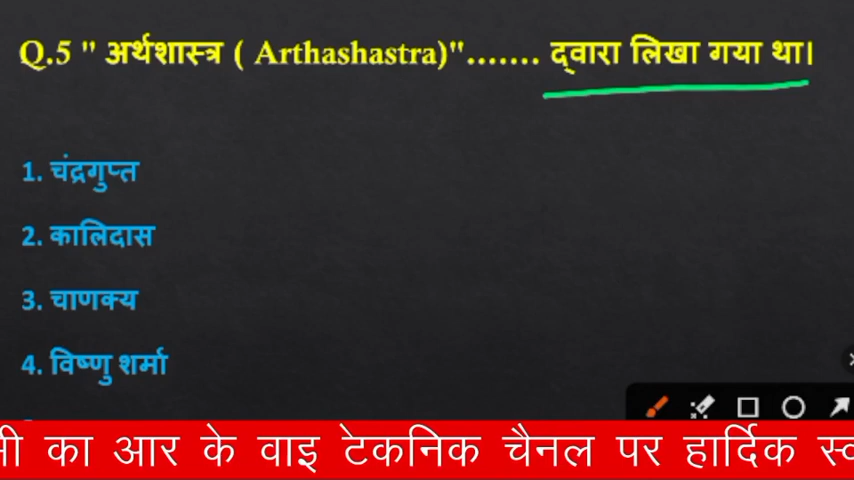 Q.5 " अर्थशास्त्र ( Arthashastra)"....... द्वारा लिखा गया था।
1. चंद्रगुप्त
2. कालिदास
3. चाणक्य
4. विष्णु शर्मा
का आर के वाइ टेकनिक चैनल पर हार्दिक